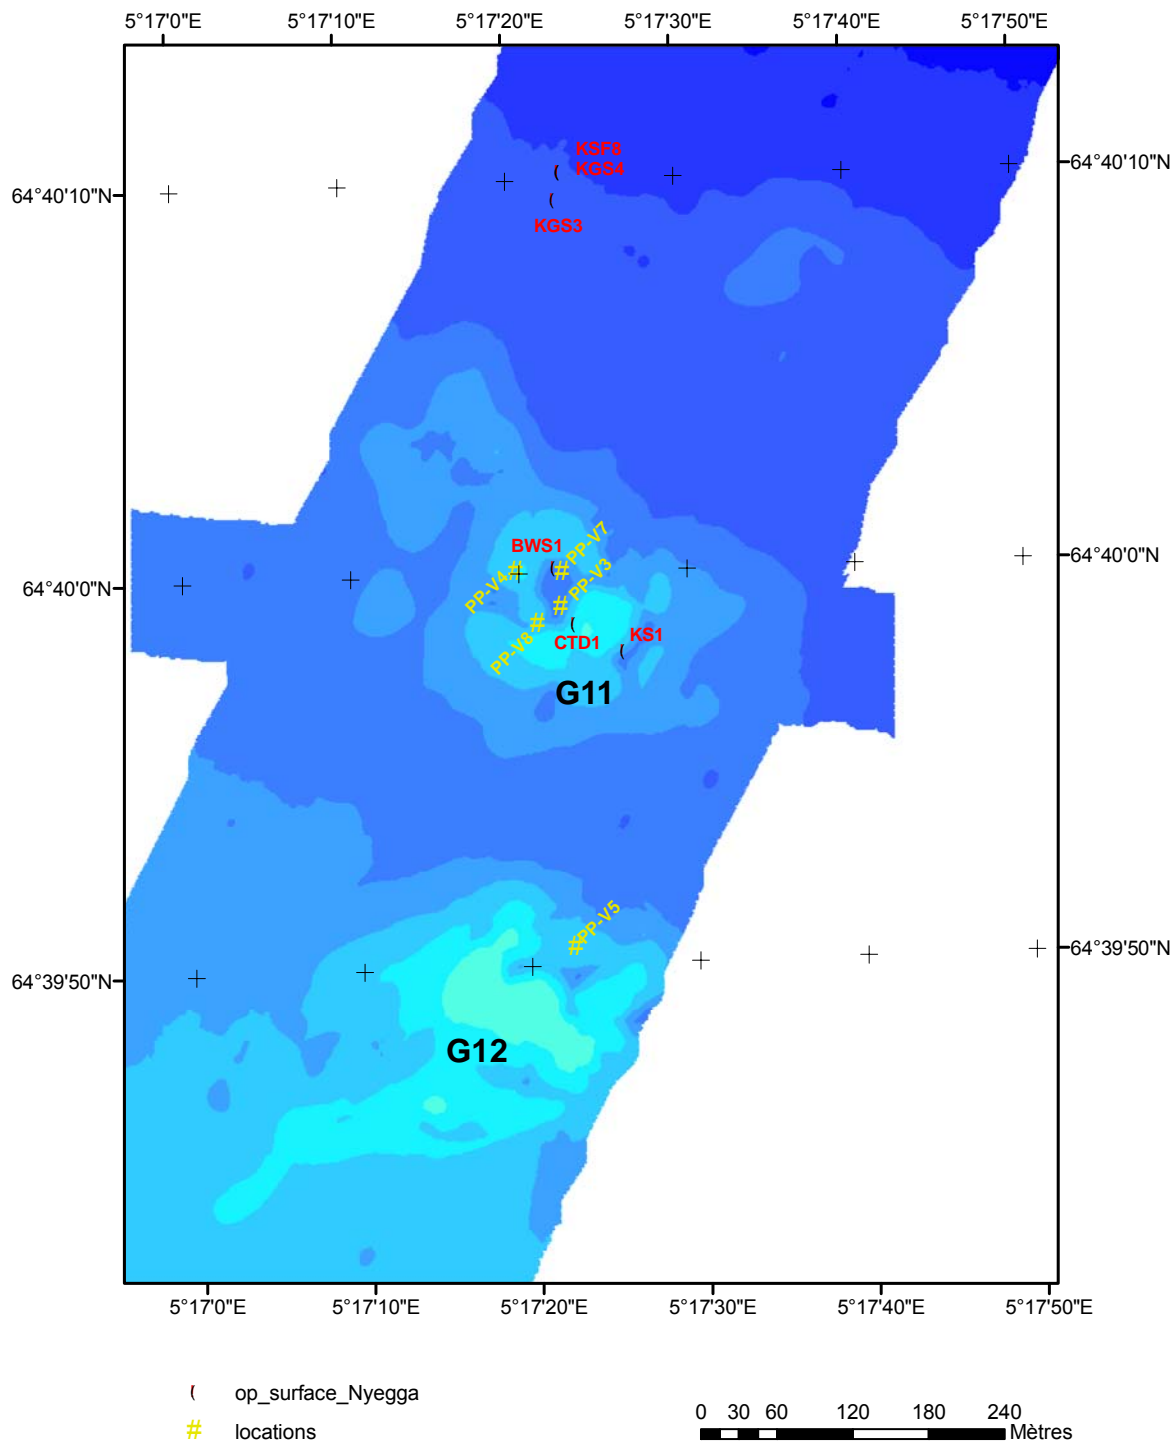 5°17'0"E 5°17'10"E 5°17'20"E 5°17'30"E 5°17'40"E 5°17'50"E
KSF8
KGS4
64°40'10"N
64°40'10"N
KGS3
PP-V7
BWS1
64°40'0"N
PP-V3
PP-V4
64°40'0"N
KS1
CTD1
PP-V8
G11
PP-V5
64°39'50"N
64°39'50"N
G12
5°17'0"E 5°17'10"E 5°17'20"E 5°17'30"E 5°17'40"E 5°17'50"E
op_surface_Nyegga
locations
0 30 60 120 180 240
Mètres